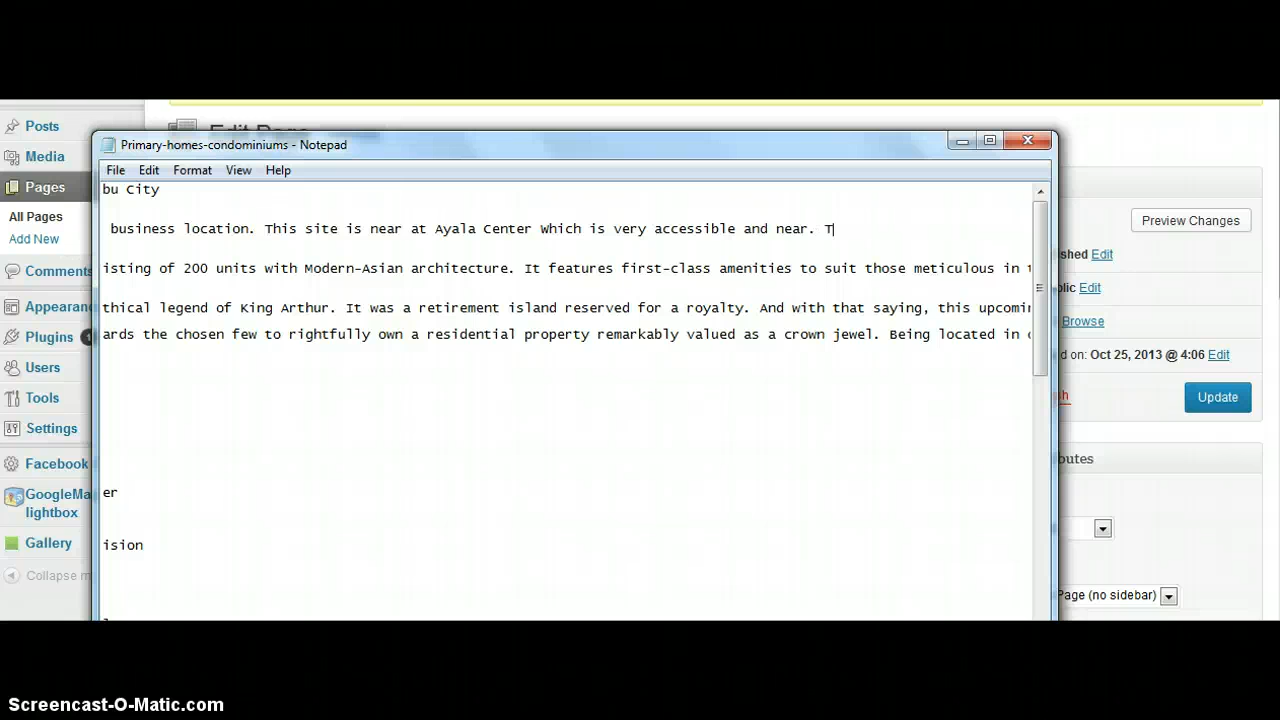 Posts
Media
Pages
All Pages
Add New
Comments
Appearanc
Plugins
Users
Tools
Settings
Facebook
GoogleMa
lightbox
Gallery
Collapse m
Edit Page
Primary-homes-condominiums - Notepad
File Edit Format View Help
bu City
business location. This site is near at Ayala Center Which is very accessible and near. T
isting of 200 units with Modern-Asian architecture. It features first-class amenities to suit those meticulous in t
thical legend of King Arthur. It was a retirement island reserved for a royalty. And with that saying, this upcomin
ards the chosen few to rightfully own a residential property remarkably valued as a crown jewel. Being located in
er
ision
Preview Changes
shed Edit
blic Edit
Browse
d on: Oct 25, 2013 @ 4:06 Edit
sh
Update
butes
Page (no sidebar)
Screencast-O-Matic.com